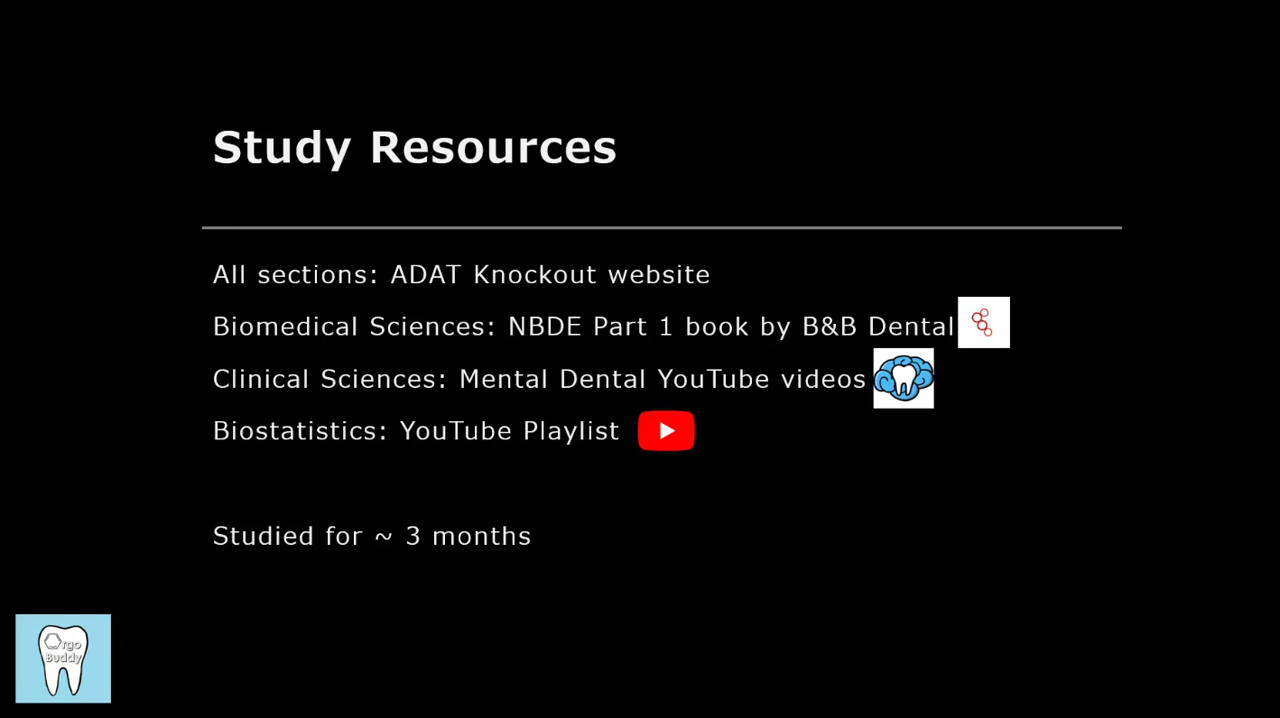 Study Resources
All sections: ADAT Knockout website
Biomedical Sciences: NBDE Part 1 book by B&B Dental
Clinical Sciences: Mental Dental YouTube videos
Biostatistics: YouTube Playlist
Studied for ~ 3 months
Orgo
Buddy